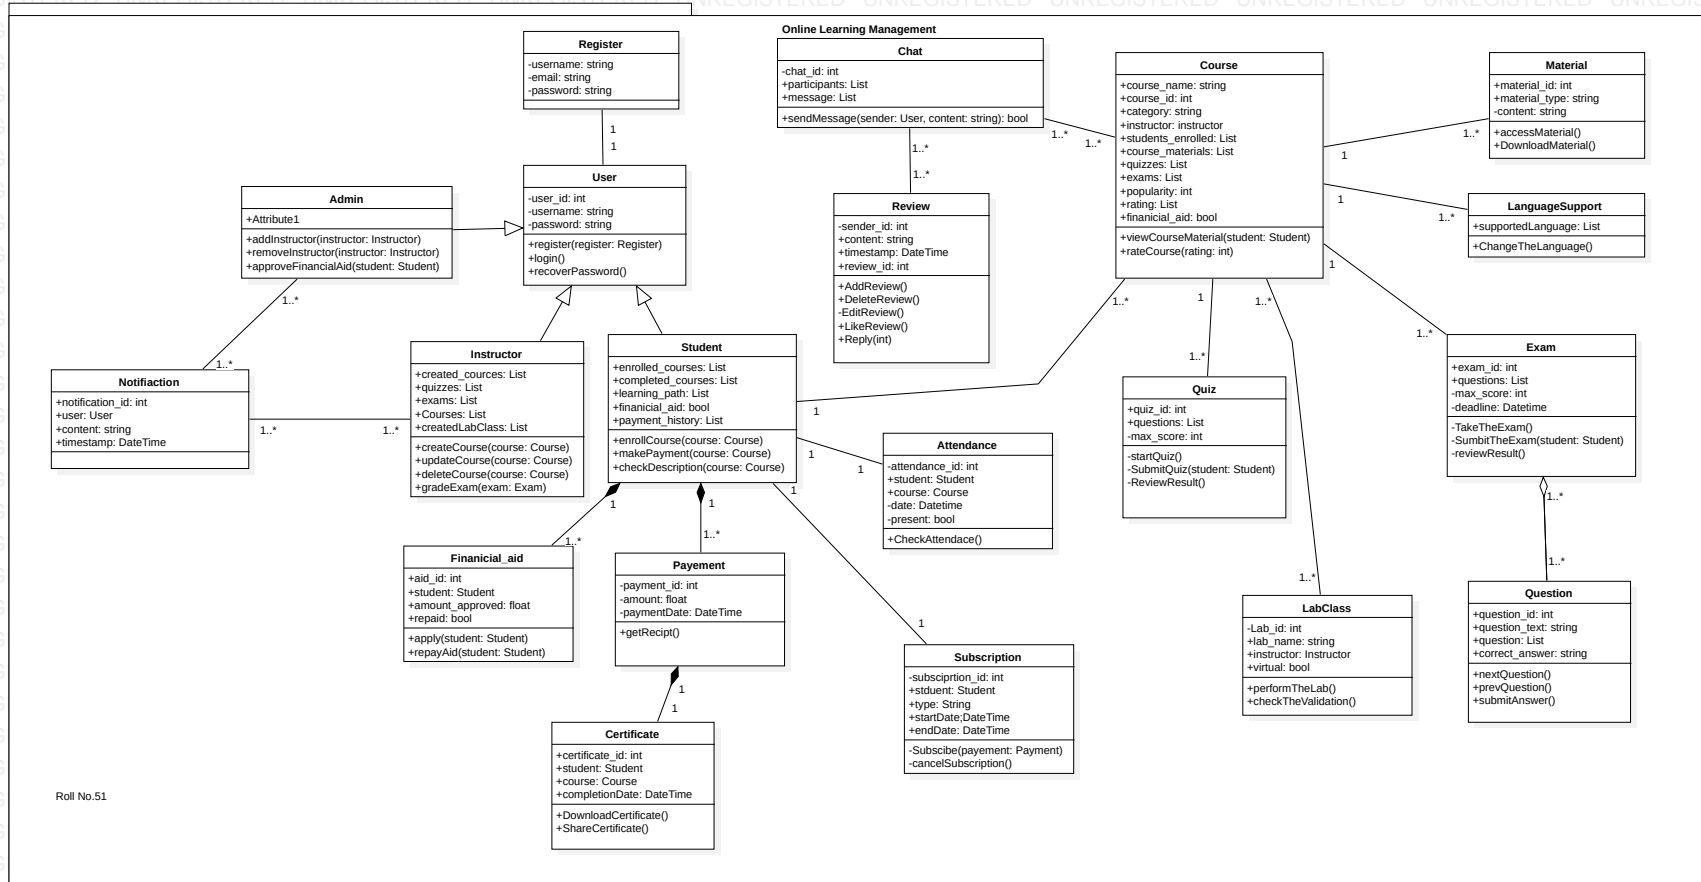 UNREGISTERED UNREGISTERED UNREGISTERED UNREGISTERED UNREGISTERED
Online Learning Management
Register
-username: string
-email: string
-password: string
1
1
User
-user_id: int
-username: string
-password: string
+register(register: Register)
+login()
+recoverPassword()
Admin
+Attribute1
+addInstructor(instructor: Instructor)
+removeInstructor(instructor: Instructor)
+approveFinancialAid(student: Student)
1..*
1..*
Notifiaction
+notification_id: int
+user: User
+content: string
+timestamp: DateTime
1..*
1..*
Instructor
+created_cources: List
+quizzes: List
+exams: List
+Courses: List
+createdLabClass: List
+createCourse(course: Course)
+updateCourse(course: Course)
+deleteCourse(course: Course)
+gradeExam(exam: Exam)
Student
+enrolled_courses: List
+completed_courses: List
+learning_path: List
+finanicial_aid: bool
+payment_history: List
+enrollCourse(course: Course)
+makePayment(course: Course)
+checkDescription(course: Course)
1
1..*
1
1..*
1
1
1
1
1
1..*
Finanicial_aid
+aid_id: int
+student: Student
+amount_approved: float
+repaid: bool
+apply(student: Student)
+repayAid(student: Student)
Payement
-payment_id: int
-amount: float
-paymentDate: DateTime
+getRecipt()
1
1
Certificate
+certificate_id: int
+student: Student
+course: Course
+completionDate: DateTime
+DownloadCertificate()
+ShareCertificate()
Attendance
-attendance_id: int
+student: Student
+course: Course
-date: Datetime
-present: bool
+CheckAttendace()
Subscription
-subsciprtion_id: int
+stduent: Student
+type: String
+startDate;DateTime
+endDate: DateTime
-Subscibe(payement: Payment)
-cancelSubscription()
Chat
-chat_id: int
+participants: List
+message: List
+sendMessage(sender: User, content: string): bool
1..*
1..*
1..*
1..*
Review
-sender_id: int
+content: string
+timestamp: DateTime
+review_id: int
+AddReview()
+DeleteReview()
-EditReview()
+LikeReview()
+Reply(int)
Course
+course_name: string
+course_id: int
+category: string
+instructor: instructor
+students_enrolled: List
+course_materials: List
+quizzes: List
+exams: List
+popularity: int
+rating: List
+finanicial_aid: bool
+viewCourseMaterial(student: Student)
+rateCourse(rating: int)
1
1..*
1
1..*
1
1..*
1
1..*
1..*
1..*
Material
+material_id: int
+material_type: string
-content: string
+accessMaterial()
+DownloadMaterial()
LanguageSupport
+supportedLanguage: List
+ChangeTheLanguage()
Exam
+exam_id: int
+questions: List
-max_score: int
-deadline: Datetime
-TakeTheExam()
-SumbitTheExam(student: Student)
-reviewResult()
1..*
1..*
Quiz
+quiz_id: int
+questions: List
-max_score: int
-startQuiz()
-SubmitQuiz(student: Student)
-ReviewResult()
LabClass
-Lab_id: int
+lab_name: string
+instructor: Instructor
+virtual: bool
+performTheLab()
+checkTheValidation()
Question
+question_id: int
+question_text: string
+question: List
+correct_answer: string
+nextQuestion()
+prevQuestion()
+submitAnswer()
Roll No.51